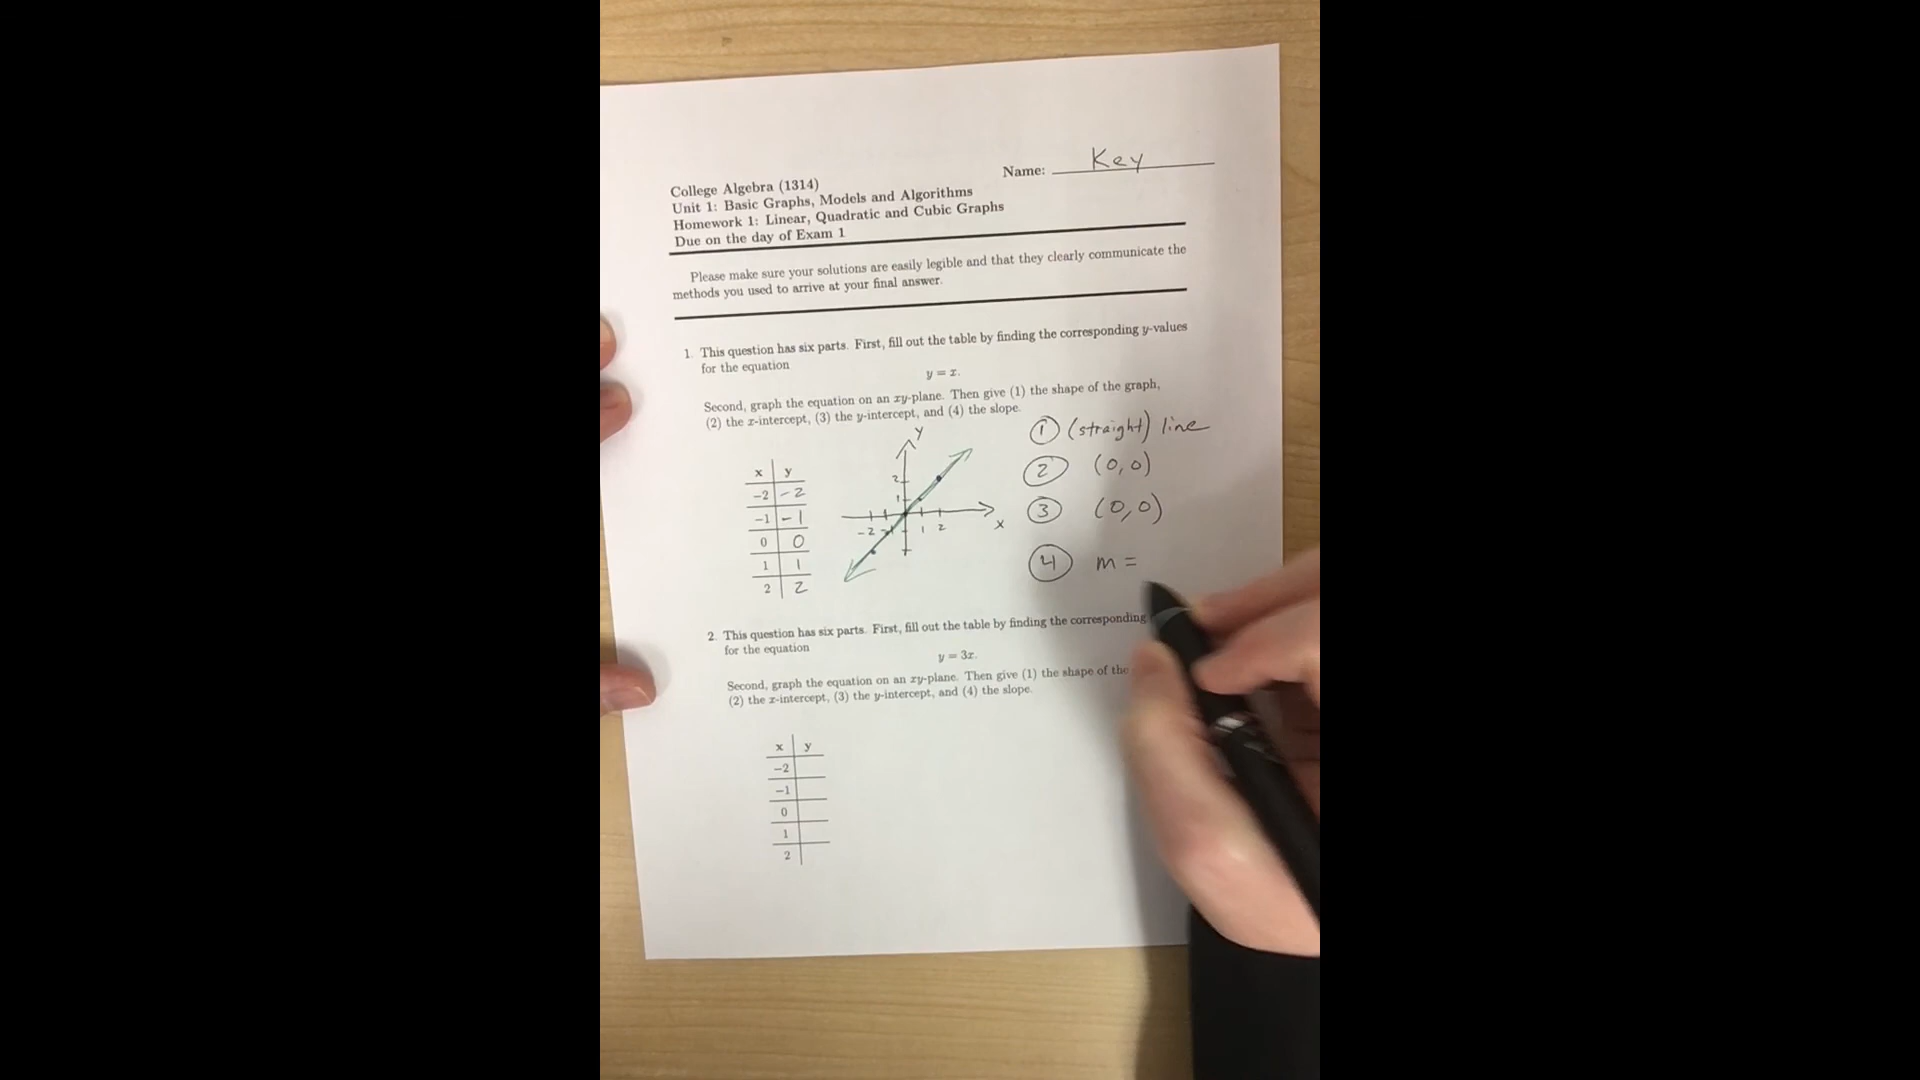 Name: Key
College Algebra (1314)
Unit 1: Basic Graphs, Models and Algorithms
Homework 1: Linear, Quadratic and Cubic Graphs
Due on the day of Exam 1
Please make sure your solutions are easily legible and that they clearly communicate the
methods you used to arrive at your final answer.
1. This question has six parts. First, fill out the table by finding the corresponding y-values
for the equation
y = x.
Second, graph the equation on an xy-plane. Then give (1) the shape of the graph,
(2) the x-intercept, (3) the y-intercept, and (4) the slope.
x y
-2 -2
-1 -1
0 0
1 1
2 2
y
2
1
-2 1 2 x
1 (straight) line
2 (0,0)
3 (0,0)
4 m =
2. This question has six parts. First, fill out the table by finding the corresponding
for the equation
y = 3x.
Second, graph the equation on an xy-plane. Then give (1) the shape of the
(2) the x-intercept, (3) the y-intercept, and (4) the slope.
x y
-2
-1
0
1
2